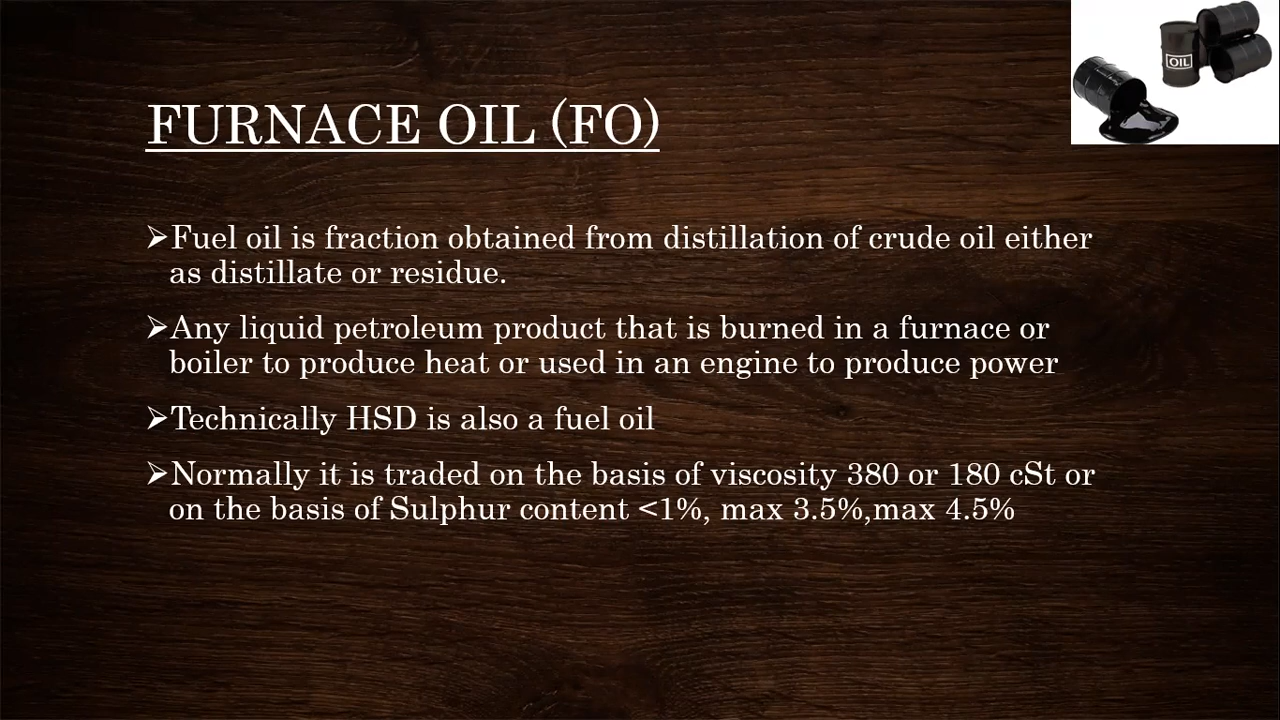 OIL
FURNACE OIL (FO)
➢Fuel oil is fraction obtained from distillation of crude oil either
as distillate or residue.
➢Any liquid petroleum product that is burned in a furnace or
boiler to produce heat or used in an engine to produce power
➢Technically HSD is also a fuel oil
➢Normally it is traded on the basis of viscosity 380 or 180 cSt or
on the basis of Sulphur content <1%, max 3.5%,max 4.5%